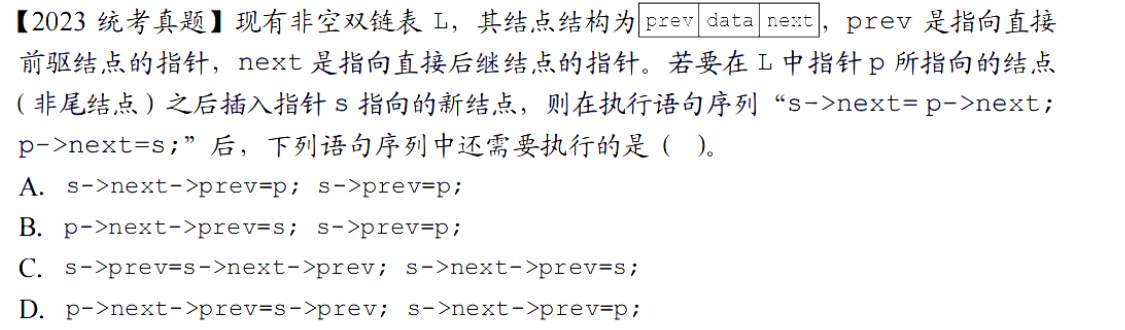 【2023 统考真题】现有非空双链表 L，其结点结构为 prev data next，prev 是指向直接
前驱结点的指针，next 是指向直接后继结点的指针。若要在 L 中指针 p 所指向的结点
（非尾结点）之后插入指针 s 指向的新结点，则在执行语句序列“s->next= p->next;
p->next=s;”后，下列语句序列中还需要执行的是（ ）。
A. s->next->prev=p; s->prev=p;
B. p->next->prev=s; s->prev=p;
C. s->prev=s->next->prev; s->next->prev=s;
D. p->next->prev=s->prev; s->next->prev=p;